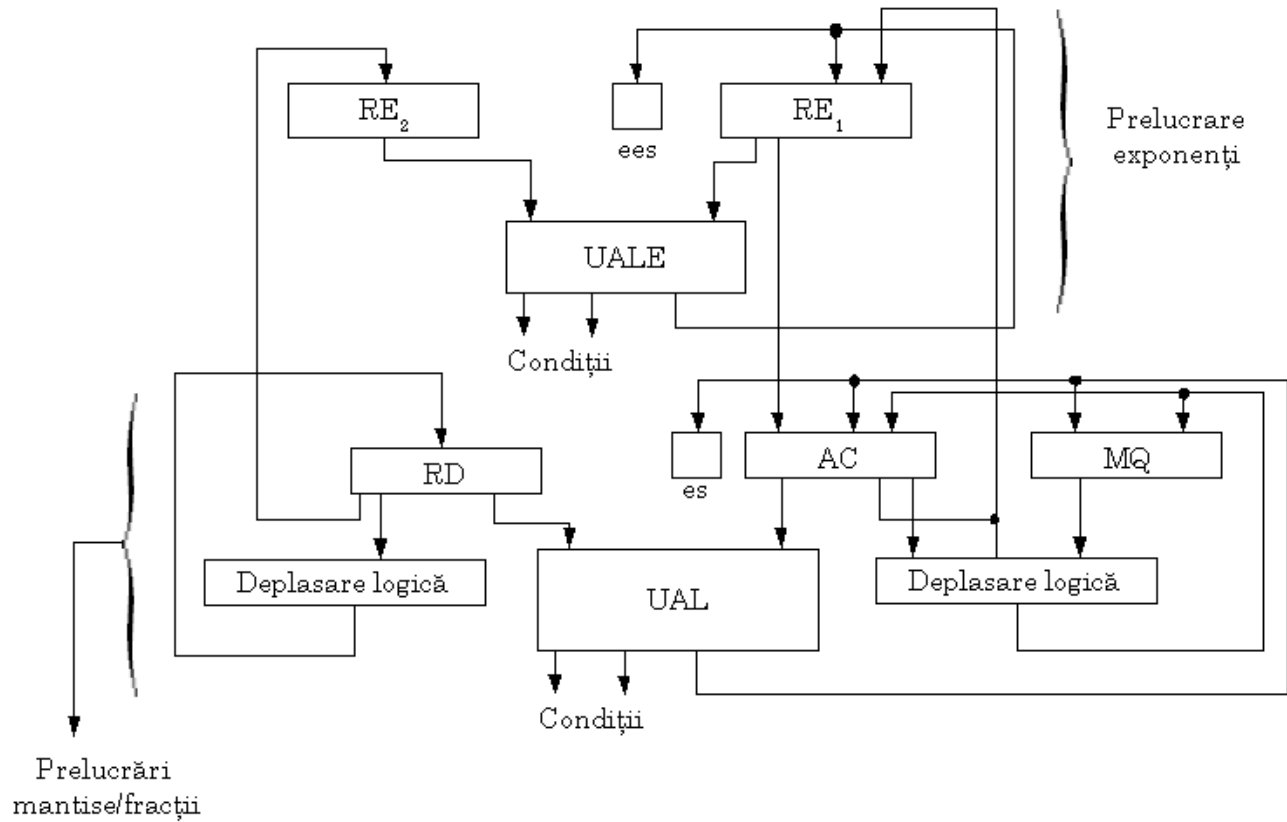 RE₂
RE₁
ees
Prelucrare
exponenți
UALE
Condiții
RD
es
AC
MQ
Deplasare logică
UAL
Deplasare logică
Condiții
Prelucrări
mantise/fracții